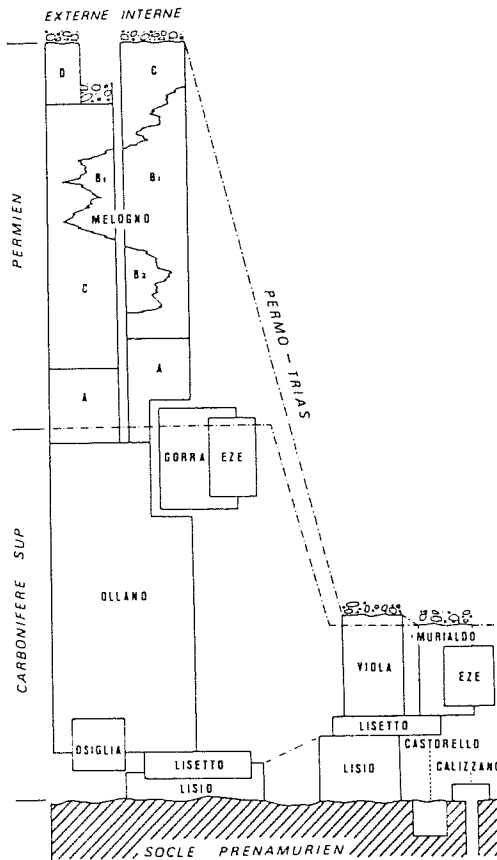 EXTERNE INTERNE
D
C
B1
B1
MELOGNO
B2
C
A
A
PERMIEN
PERMO - TRIAS
GORRA
EZE
CARBONIFERE SUP.
OLLANO
MURIALDO
VIOLA
EZE
OSIGLIA
LISETTO
LISETTO
CASTORELLO
LISIO
LISIO
CALIZZANO
SOCLE PRENAMURIEN